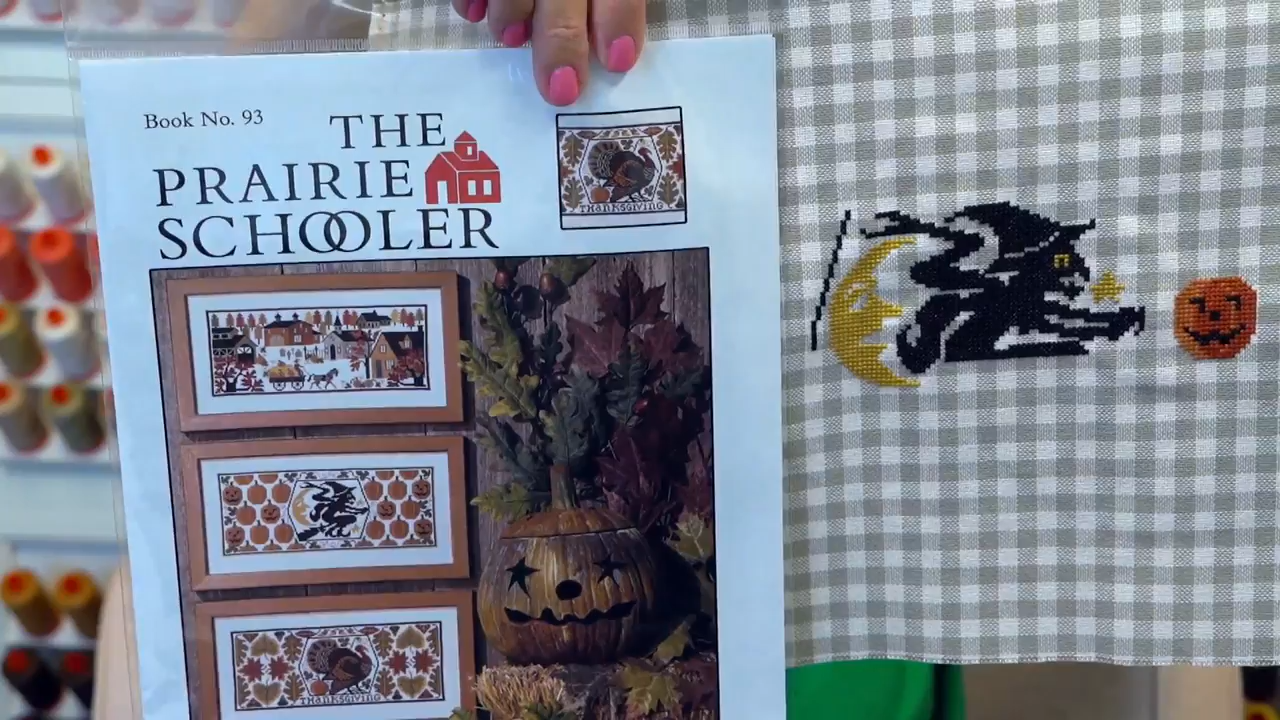 Book No. 93
THE
PRAIRIE
SCHOOLER
THANKSGIVING
THANKSGIVING